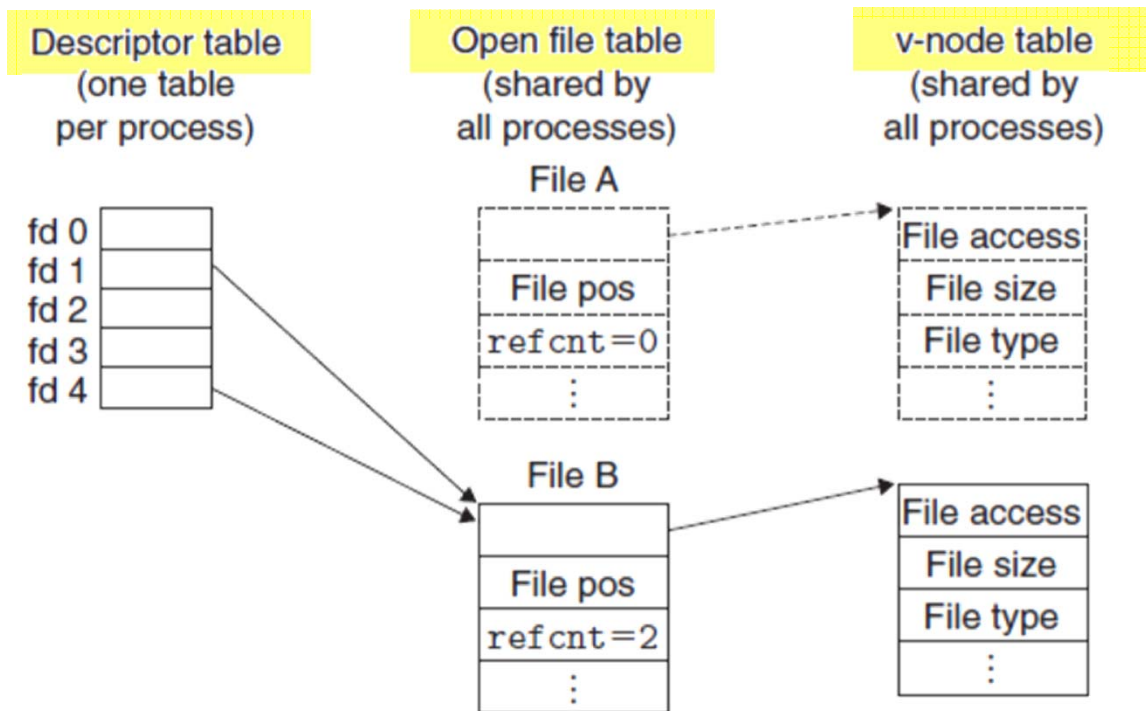 Descriptor table
(one table
per process)
Open file table
(shared by
all processes)
v-node table
(shared by
all processes)
fd 0
fd 1
fd 2
fd 3
fd 4
File A
File pos
refcnt=0
⋮
File access
File size
File type
⋮
File B
File pos
refcnt=2
⋮
File access
File size
File type
⋮